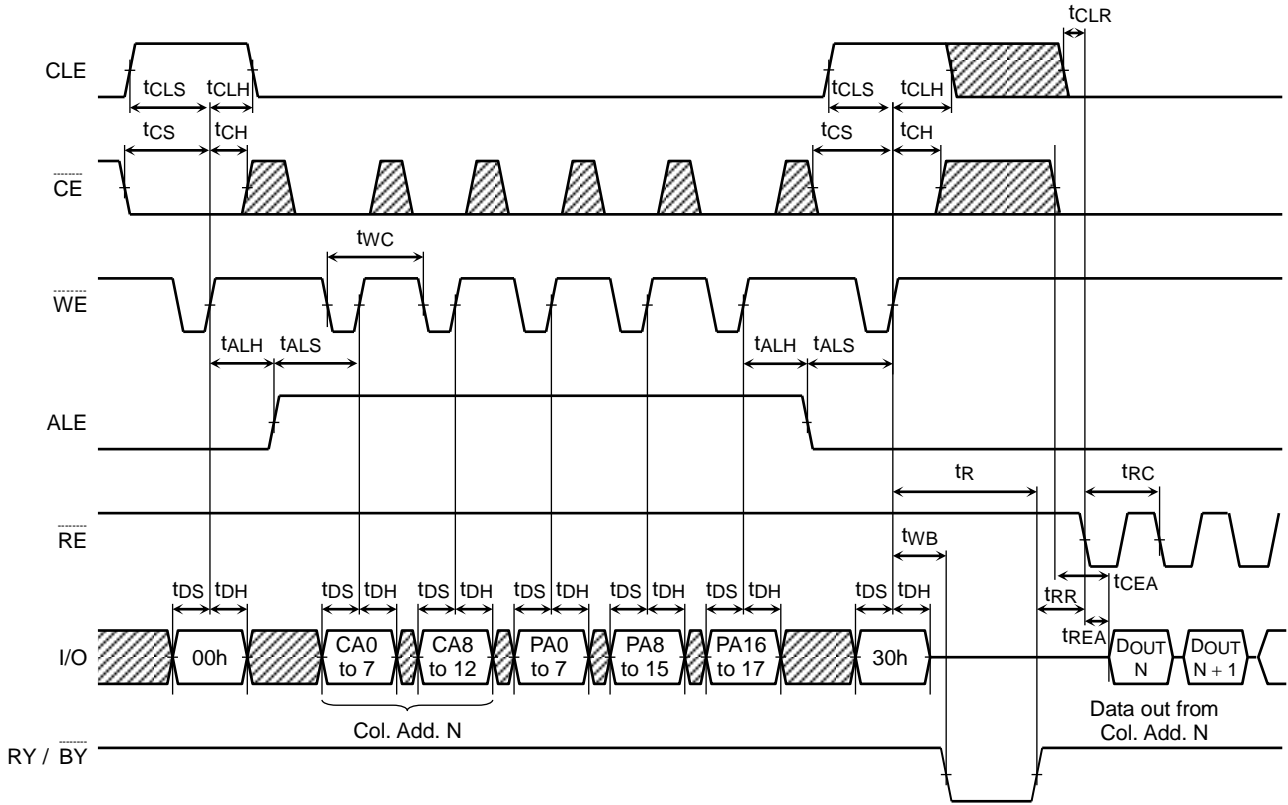 tCLR
CLE
tCLS tCLH tCLS tCLH
tCS tCH tCS tCH
CE
tWC
WE
tALH tALS tALH tALS
ALE
tR tRC
RE
tWB
tDS tDH tDS tDH tDS tDH tDS tDH tDS tDH tDS tDH tDS tDH
tRR tCEA
tREA
I/O
00h
CA0 to 7
CA8 to 12
PA0 to 7
PA8 to 15
PA16 to 17
30h
DOUT N
DOUT N + 1
Col. Add. N
Data out from
Col. Add. N
RY / BY